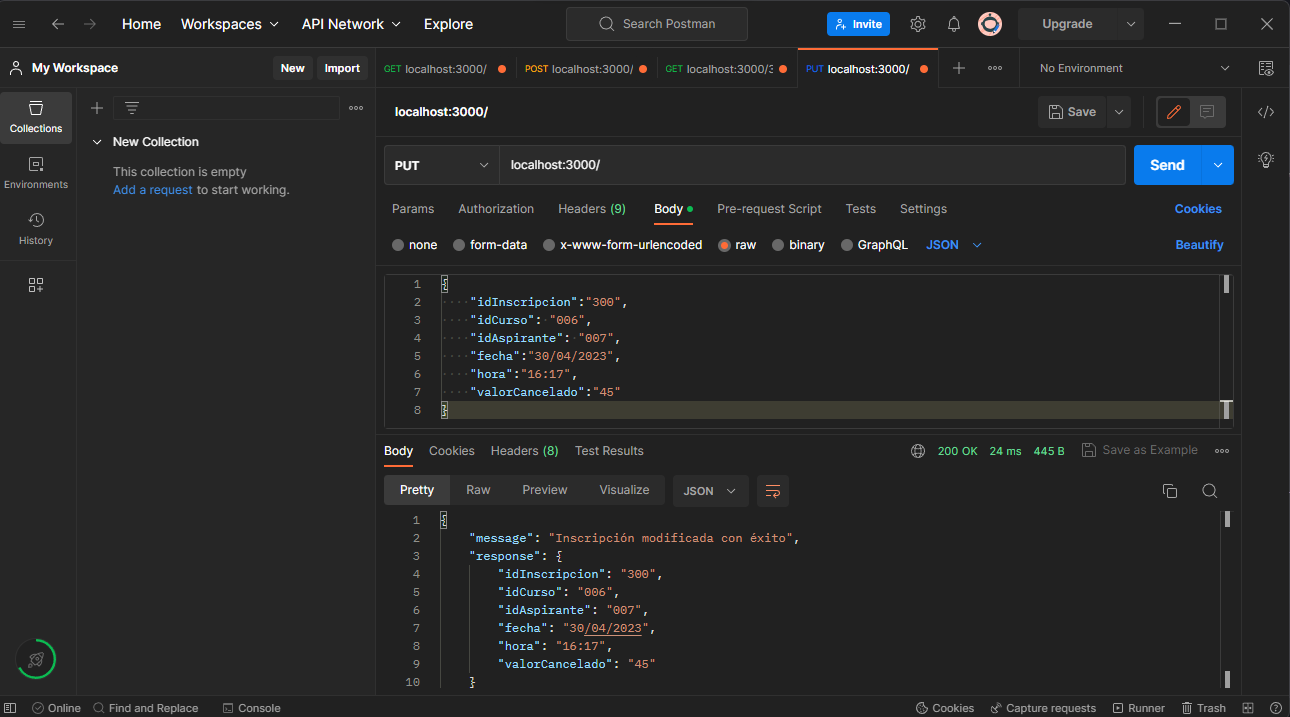 Home Workspaces API Network Explore Search Postman Invite Upgrade
My Workspace New Import GET localhost:3000/ POST localhost:3000/ GET localhost:3000/3 PUT localhost:3000/ No Environment
Collections
Environments
History
New Collection
This collection is empty
Add a request to start working.
localhost:3000/ Save
PUT localhost:3000/ Send
Params Authorization Headers (9) Body Pre-request Script Tests Settings Cookies
none form-data x-www-form-urlencoded raw binary GraphQL JSON Beautify
1 {
2 "idInscripcion":"300",
3 "idCurso": "006",
4 "idAspirante": "007",
5 "fecha":"30/04/2023",
6 "hora":"16:17",
7 "valorCancelado":"45"
8 }
Body Cookies Headers (8) Test Results 200 OK 24 ms 445 B Save as Example
Pretty Raw Preview Visualize JSON
1 {
2 "message": "Inscripción modificada con éxito",
3 "response": {
4 "idInscripcion": "300",
5 "idCurso": "006",
6 "idAspirante": "007",
7 "fecha": "30/04/2023",
8 "hora": "16:17",
9 "valorCancelado": "45"
10 }
Online Find and Replace Console Cookies Capture requests Runner Trash